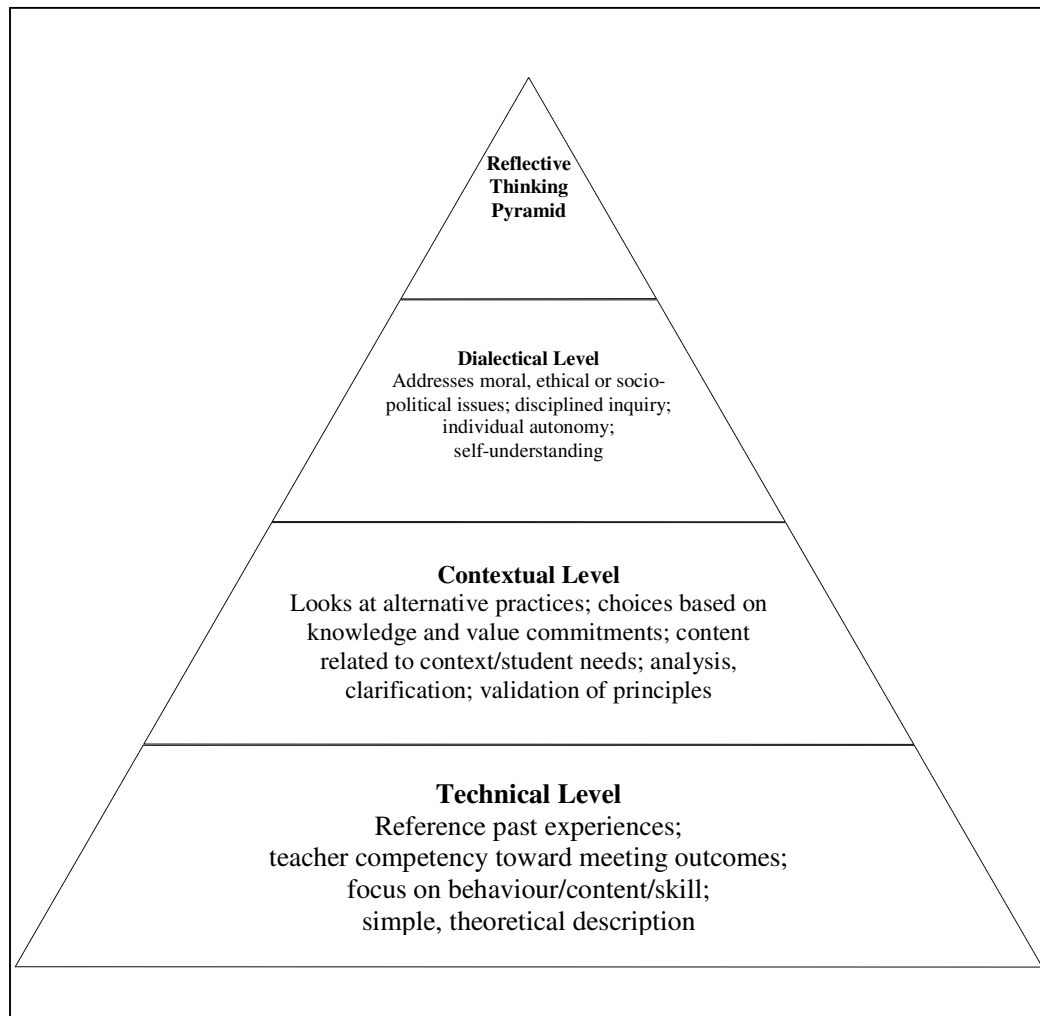 Reflective
Thinking
Pyramid
Dialectical Level
Addresses moral, ethical or socio-
political issues; disciplined inquiry;
individual autonomy;
self-understanding
Contextual Level
Looks at alternative practices; choices based on
knowledge and value commitments; content
related to context/student needs; analysis,
clarification; validation of principles
Technical Level
Reference past experiences;
teacher competency toward meeting outcomes;
focus on behaviour/content/skill;
simple, theoretical description